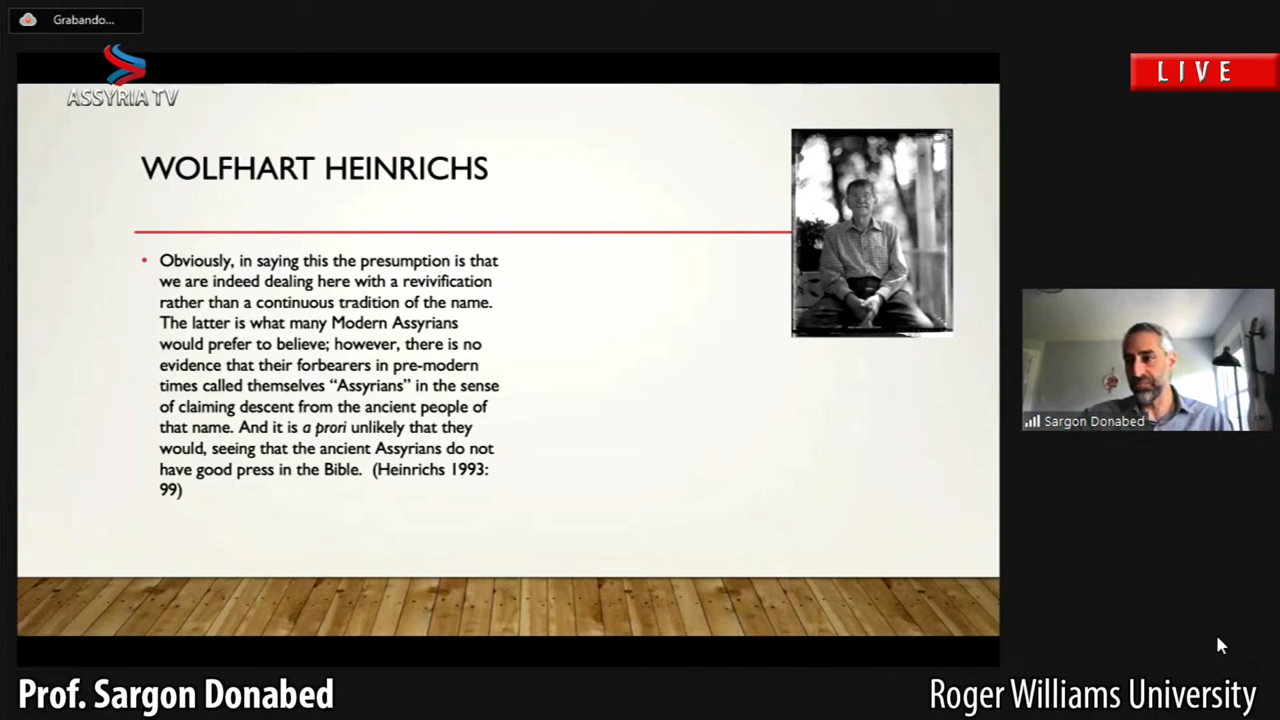 Grabando...
ASSYRIA TV
LIVE
WOLFHART HEINRICHS
• Obviously, in saying this the presumption is that
we are indeed dealing here with a revivification
rather than a continuous tradition of the name.
The latter is what many Modern Assyrians
would prefer to believe; however, there is no
evidence that their forbearers in pre-modern
times called themselves “Assyrians” in the sense
of claiming descent from the ancient people of
that name. And it is a prori unlikely that they
would, seeing that the ancient Assyrians do not
have good press in the Bible. (Heinrichs 1993:
99)
Sargon Donabed
Prof. Sargon Donabed
Roger Williams University